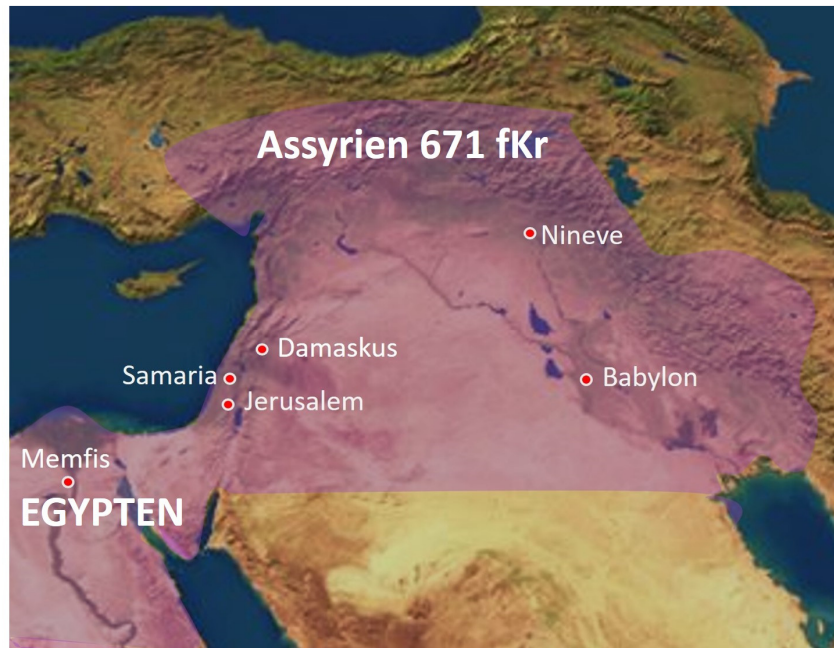 Assyrien 671 fKr
Nineve
Damaskus
Samaria
Babylon
Jerusalem
Memfis
EGYPTEN